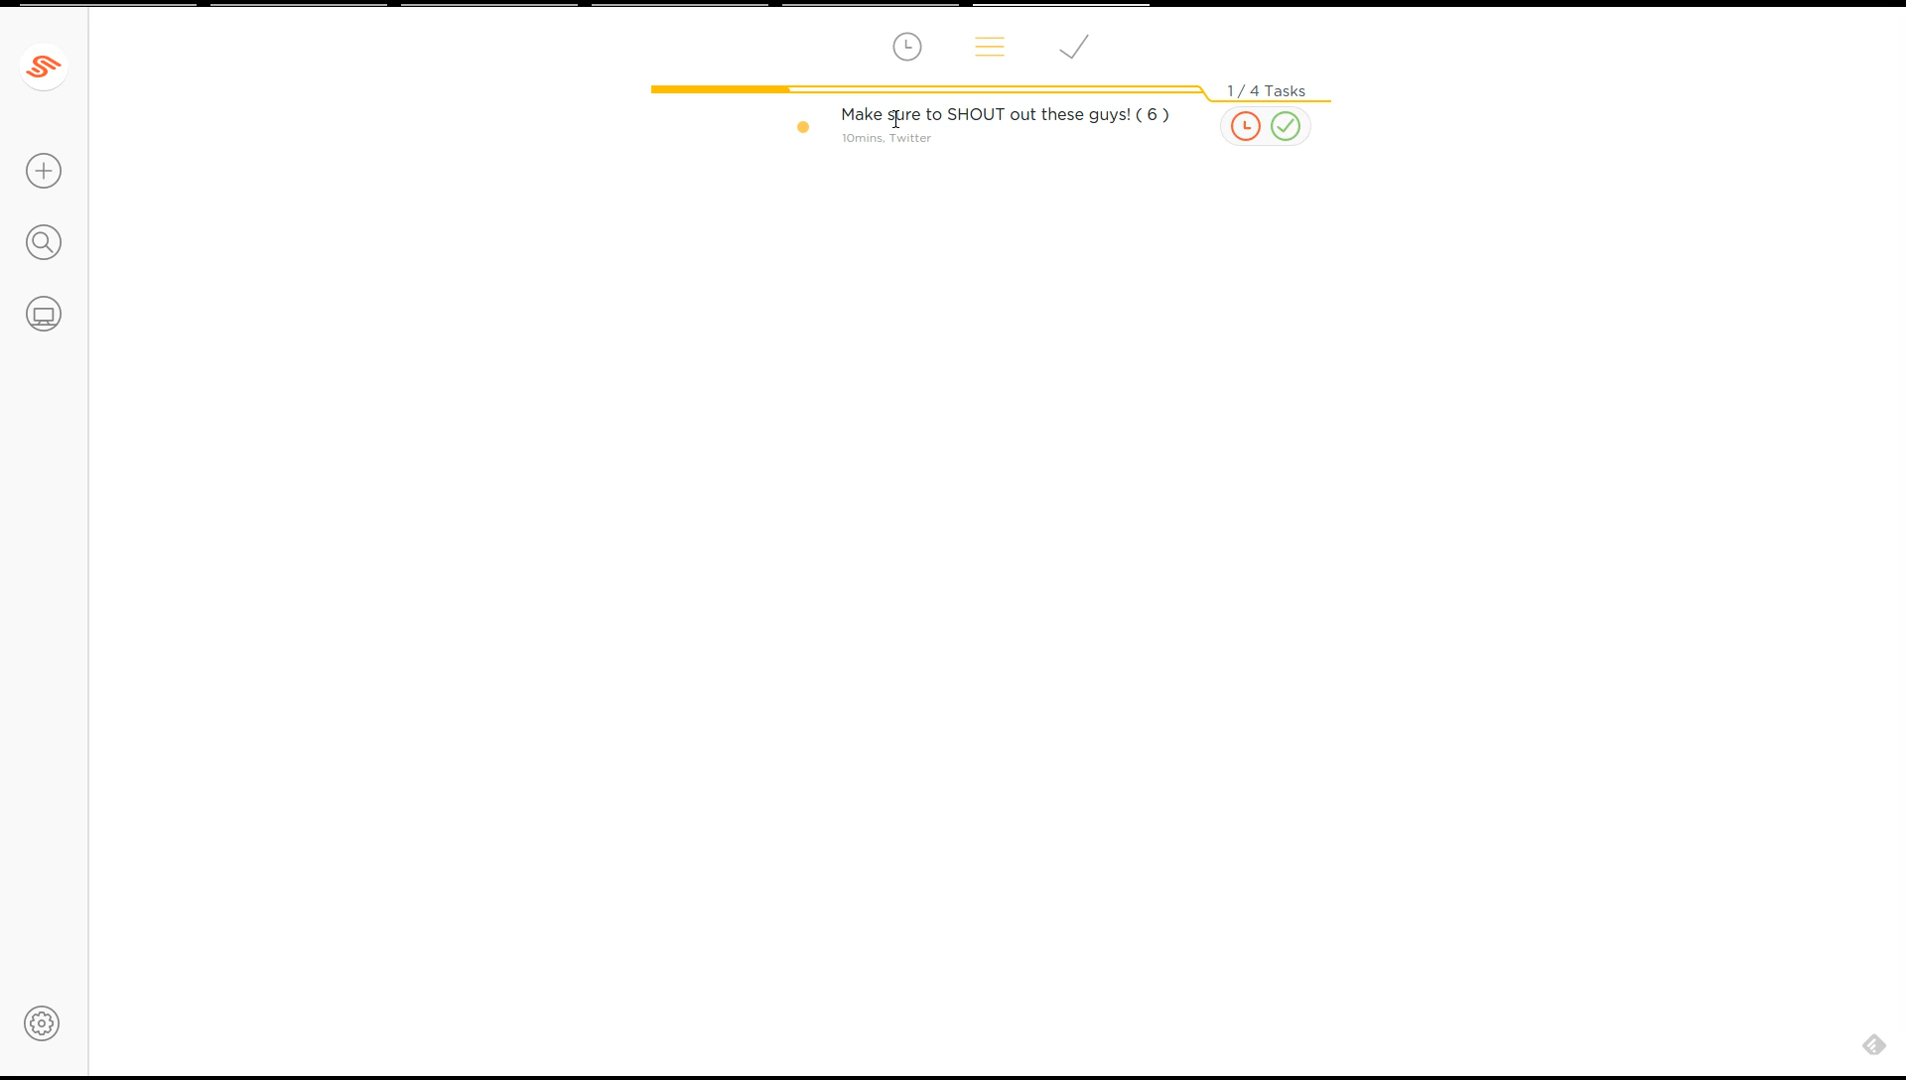 1 / 4 Tasks
Make sure to SHOUT out these guys! ( 6 )
10mins, Twitter